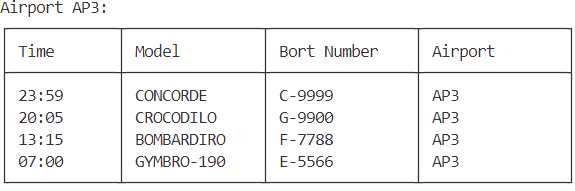 Airport AP3:
Time Model Bort Number Airport
23:59 CONCORDE C-9999 AP3
20:05 CROCODILO G-9900 AP3
13:15 BOMBARDIRO F-7788 AP3
07:00 GYMBRO-190 E-5566 AP3